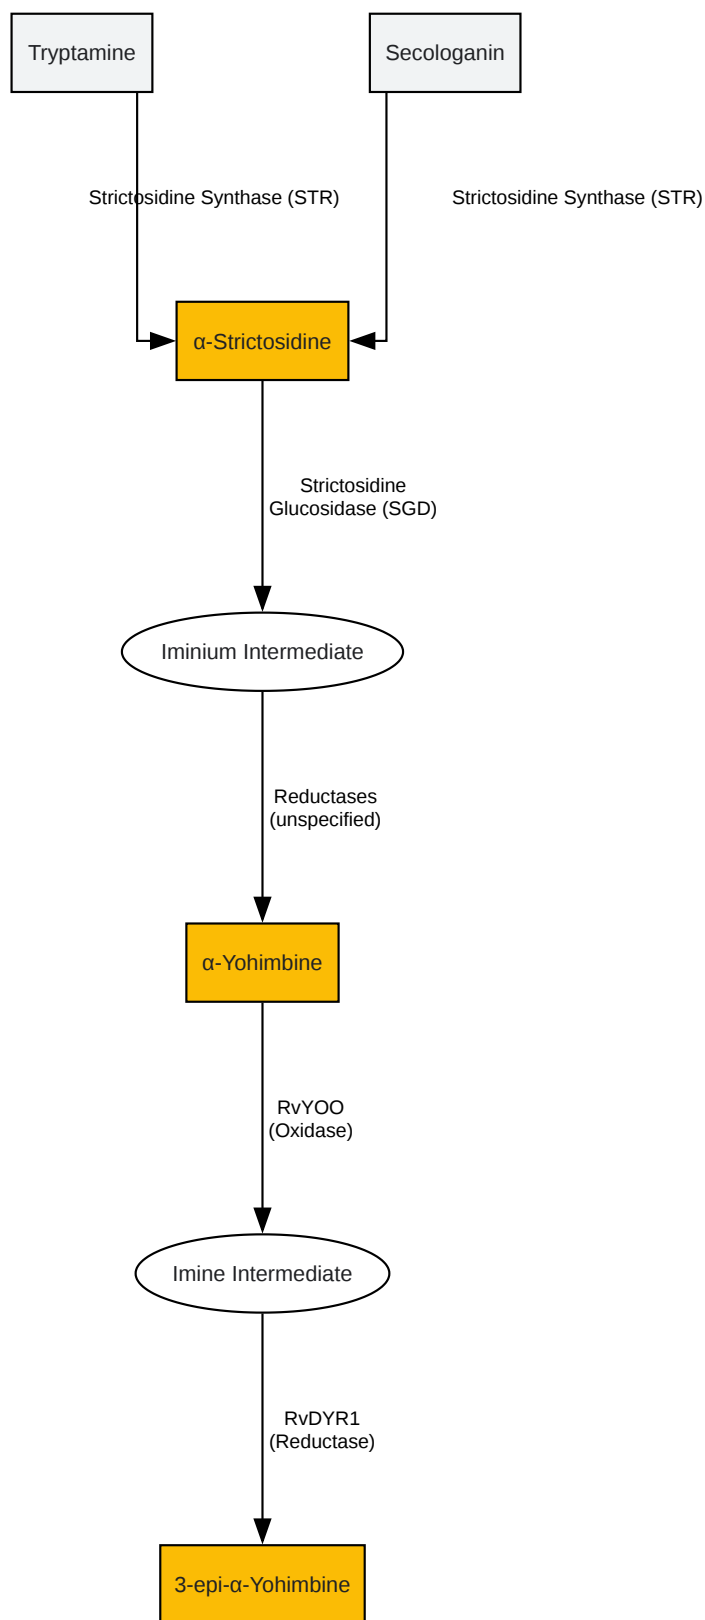 Tryptamine
Secologanin
Strictosidine Synthase (STR)
Strictosidine Synthase (STR)
α-Strictosidine
Strictosidine
Glucosidase (SGD)
Iminium Intermediate
Reductases
(unspecified)
α-Yohimbine
RvYOO
(Oxidase)
Imine Intermediate
RvDYR1
(Reductase)
3-epi-α-Yohimbine